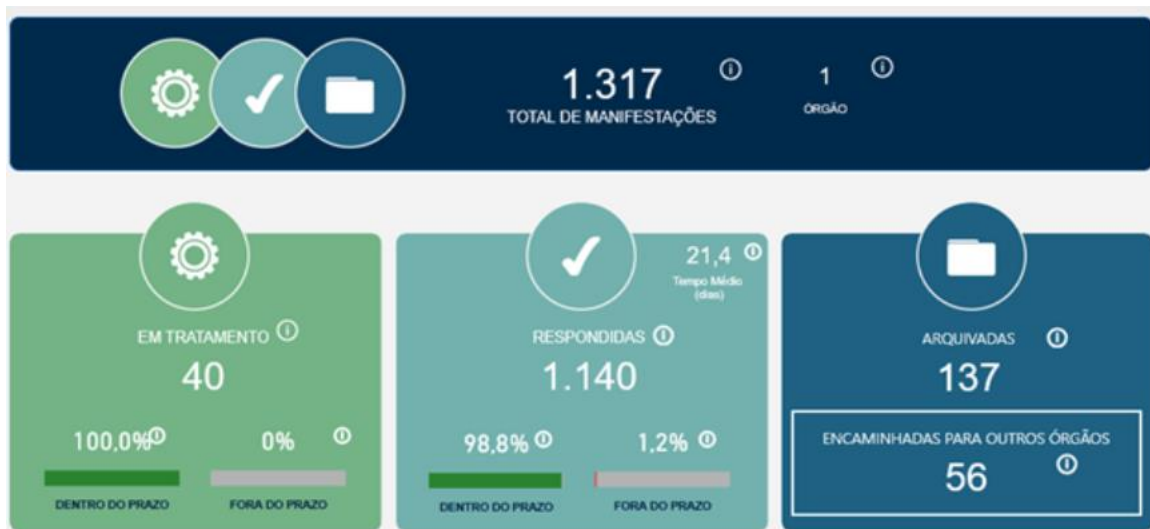 1.317
TOTAL DE MANIFESTAÇÕES
1
ÓRGÃO
EM TRATAMENTO
40
100,0%
0%
DENTRO DO PRAZO
FORA DO PRAZO
21,4
Tempo Médio
(dias)
RESPONDIDAS
1.140
98,8%
1,2%
DENTRO DO PRAZO
FORA DO PRAZO
ARQUIVADAS
137
ENCAMINHADAS PARA OUTROS ÓRGÃOS
56